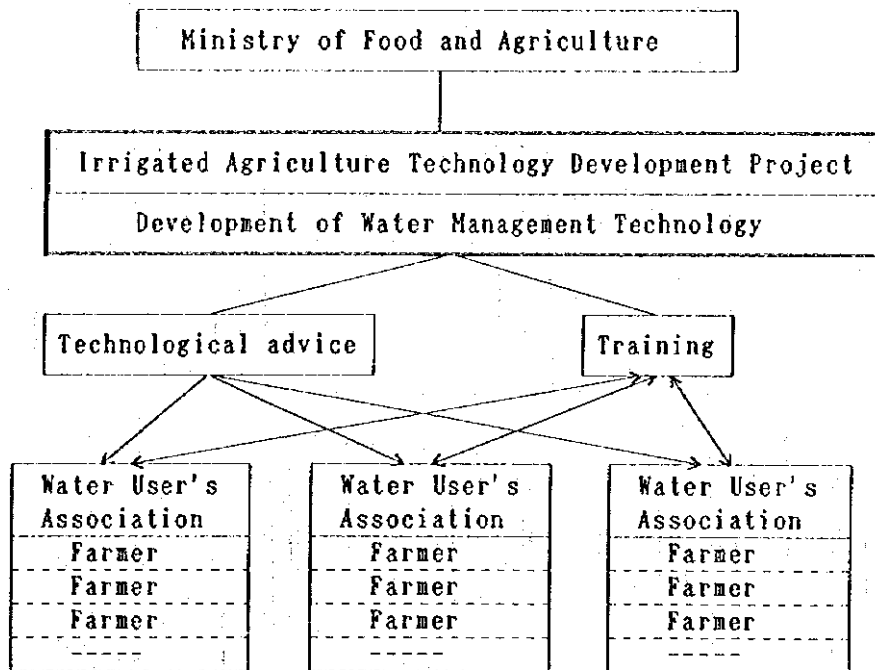 Ministry of Food and Agriculture
Irrigated Agriculture Technology Development Project
Development of Water Management Technology
Technological advice
Training
Water User's
Association
Farmer
Farmer
Farmer
-----
Water User's
Association
Farmer
Farmer
Farmer
-----
Water User's
Association
Farmer
Farmer
Farmer
-----